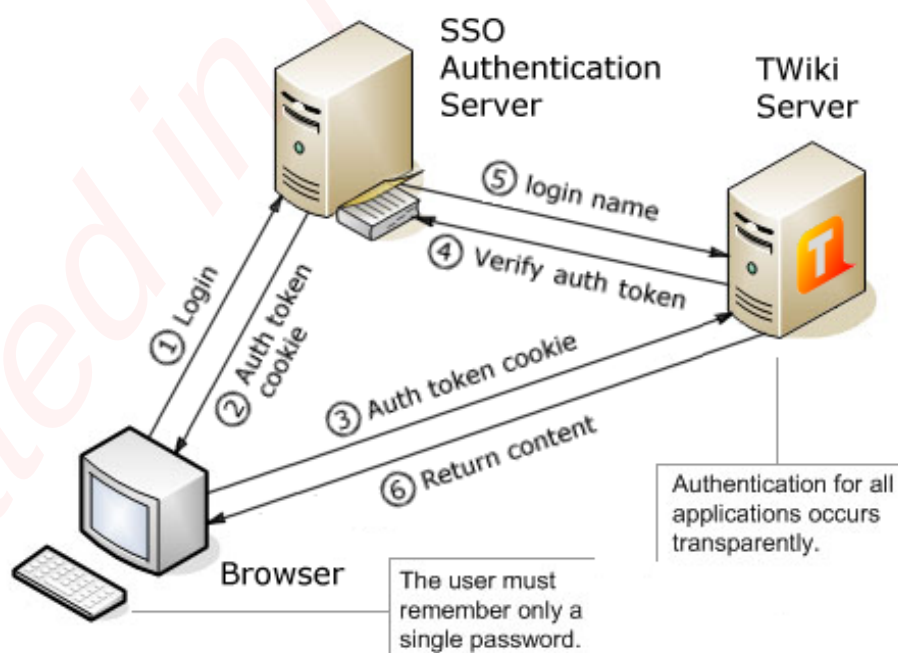 SSO
Authentication
Server
TWiki
Server
⑤ login name
④ Verify auth token
① Login
② Auth token
cookie
③ Auth token cookie
⑥ Return content
T
Browser
Authentication for all
applications occurs
transparently.
The user must
remember only a
single password.